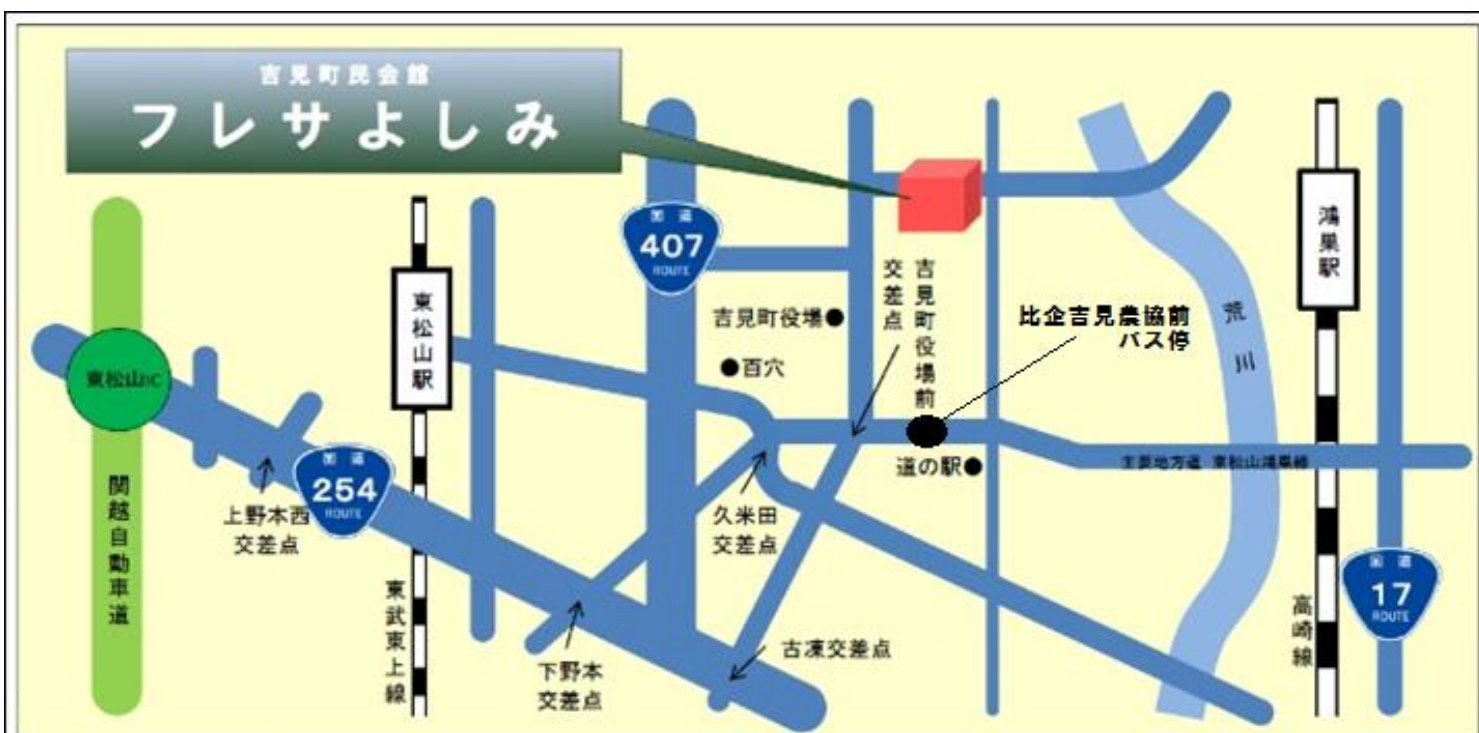 吉見町民会館
フレサよしみ
国道
407
ROUTE
鴻巣駅
東松山駅
吉見町役場●
●百穴
吉見町役場前
交差点
比企吉見農協前
バス停
荒川
東松山IC
関越自動車道
国道
254
ROUTE
上野本西
交差点
久米田
交差点
道の駅●
主要地方道 東松山鴻巣線
東武東上線
下野本
交差点
古凍交差点
高崎線
国道
17
ROUTE